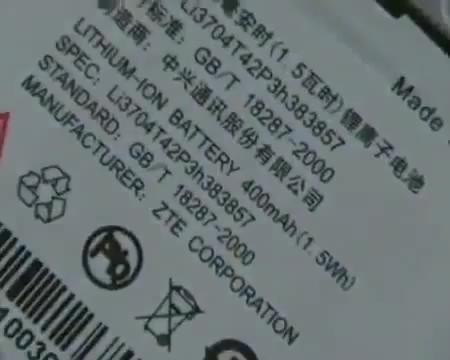 安时(1.5瓦时)锂离子电池
Li3704T42P3h383857
标准: GB/T 18287-2000
制造商: 中兴通讯股份有限公司
LITHIUM-ION BATTERY 400mAh(1.5Wh)
SPEC: Li3704T42P3h383857
STANDARD: GB/T 18287-2000
MANUFACTURER: ZTE CORPORATION
Made